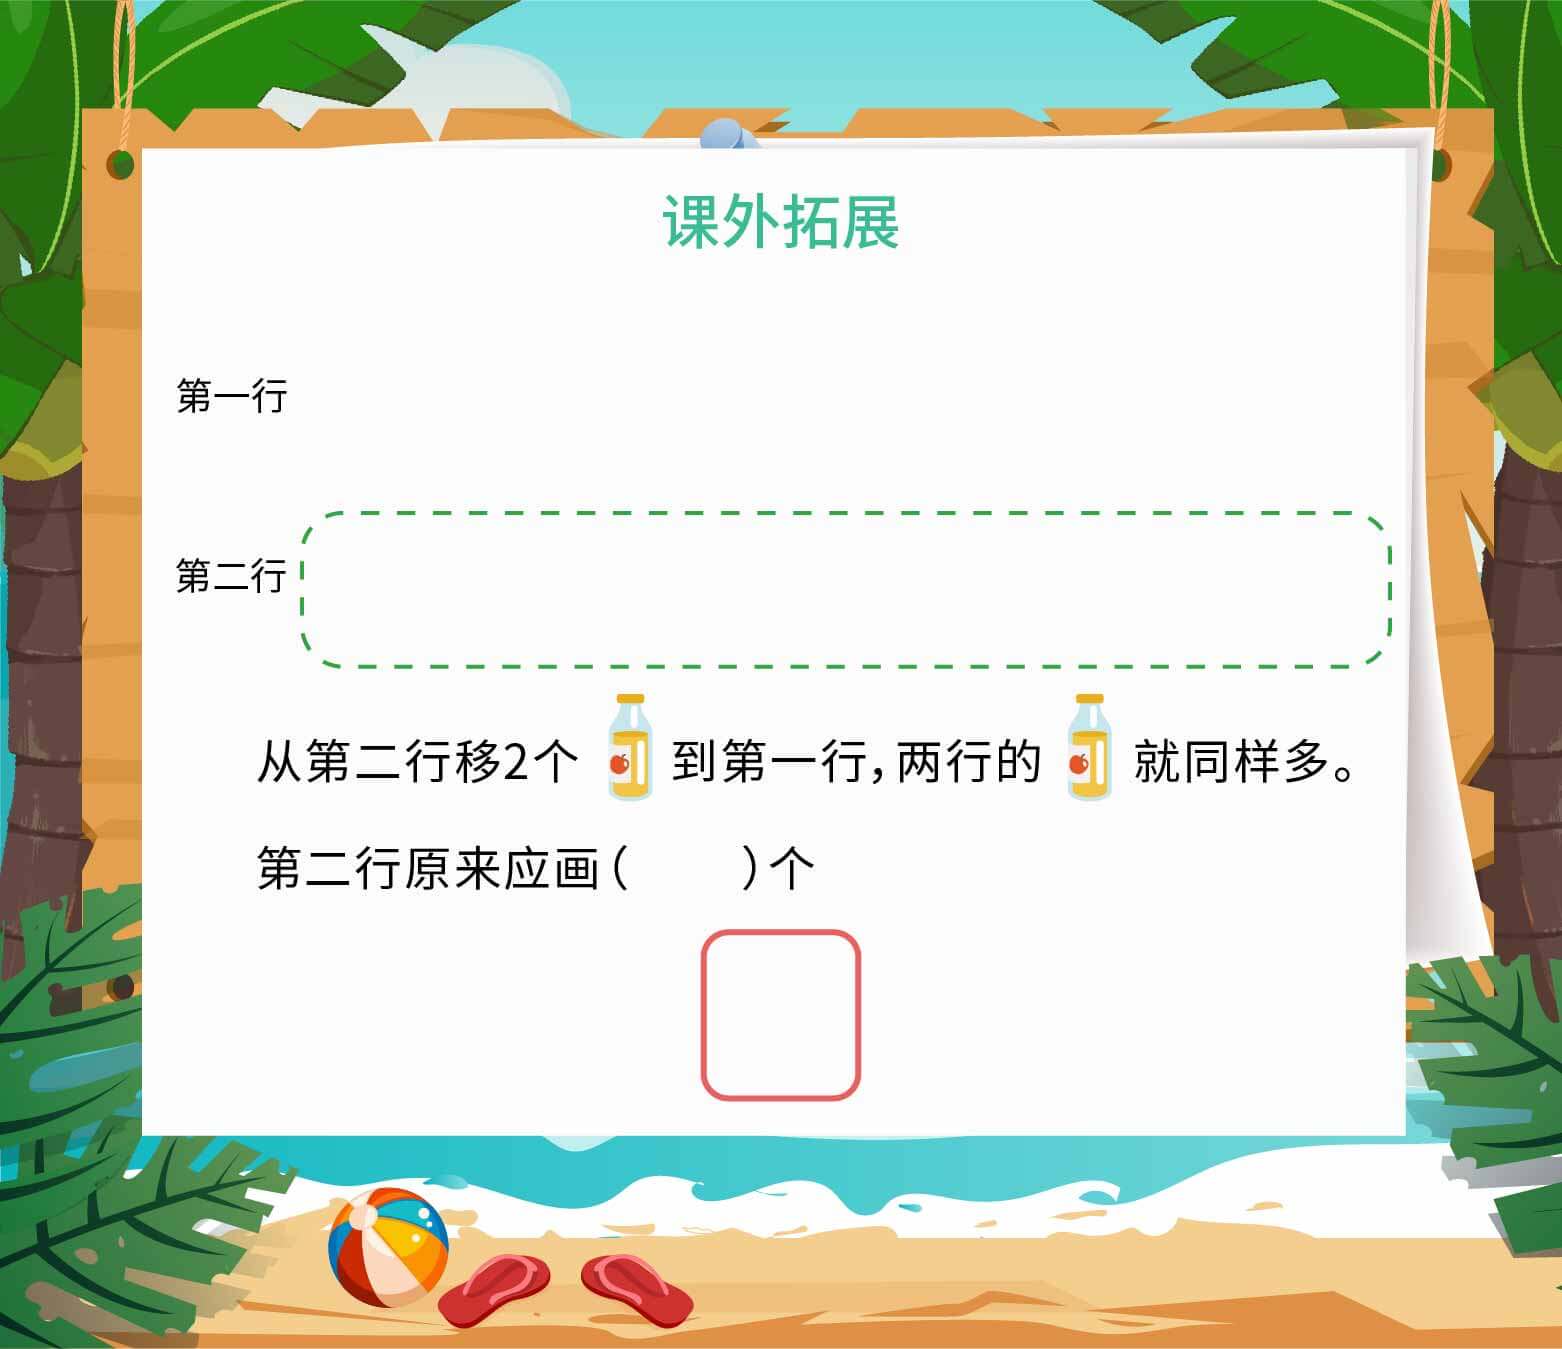 课外拓展
第一行
第二行
从第二行移2个 到第一行，两行的 就同样多。
第二行原来应画（ ）个